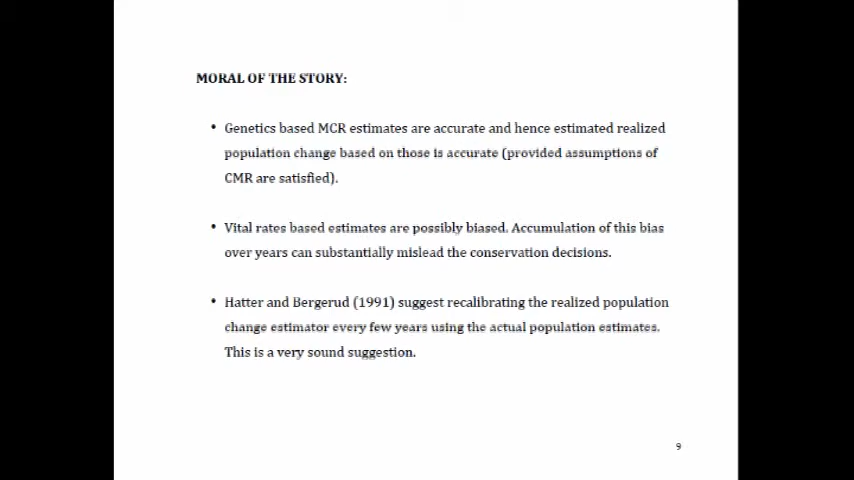 MORAL OF THE STORY:
• Genetics based MCR estimates are accurate and hence estimated realized
population change based on those is accurate (provided assumptions of
CMR are satisfied).
• Vital rates based estimates are possibly biased. Accumulation of this bias
over years can substantially mislead the conservation decisions.
• Hatter and Bergerud (1991) suggest recalibrating the realized population
change estimator every few years using the actual population estimates.
This is a very sound suggestion.
9